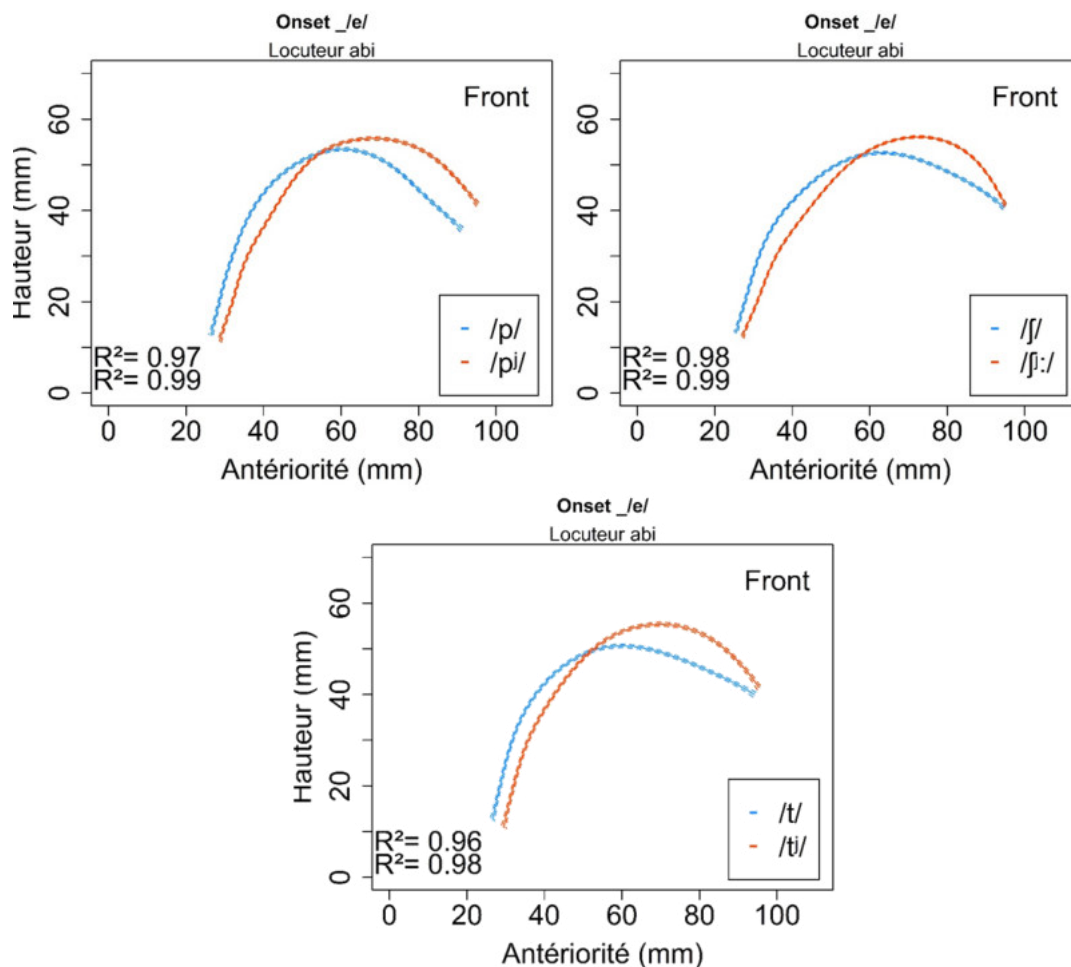 Onset _/e/
Locuteur abi
Front
Hauteur (mm)
60
40
20
0
/p/
/pʲ/
R²= 0.97
R²= 0.99
0 20 40 60 80 100
Antériorité (mm)
Onset _/e/
Locuteur abi
Front
60
40
20
0
/ʃ/
/ʃʲː/
R²= 0.98
R²= 0.99
0 20 40 60 80 100
Antériorité (mm)
Onset _/e/
Locuteur abi
Front
Hauteur (mm)
60
40
20
0
/t/
/tʲ/
R²= 0.96
R²= 0.98
0 20 40 60 80 100
Antériorité (mm)